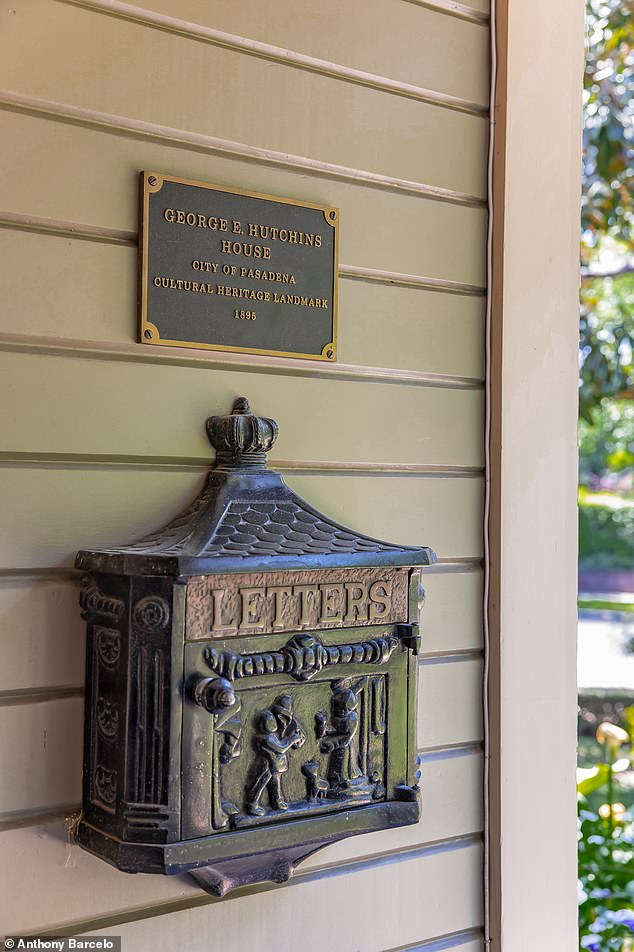 GEORGE E. HUTCHINS
HOUSE
CITY OF PASADENA
CULTURAL HERITAGE LANDMARK
1895
LETTERS
© Anthony Barcelo